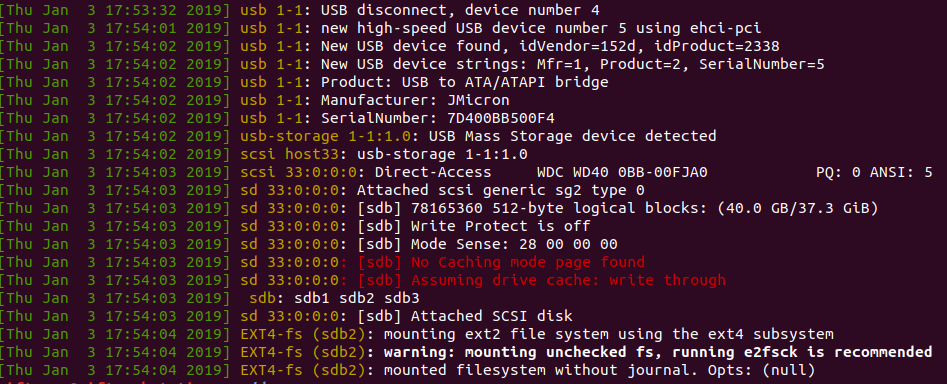 [Thu Jan  3 17:53:32 2019] usb 1-1: USB disconnect, device number 4
[Thu Jan  3 17:54:01 2019] usb 1-1: new high-speed USB device number 5 using ehci-pci
[Thu Jan  3 17:54:02 2019] usb 1-1: New USB device found, idVendor=152d, idProduct=2338
[Thu Jan  3 17:54:02 2019] usb 1-1: New USB device strings: Mfr=1, Product=2, SerialNumber=5
[Thu Jan  3 17:54:02 2019] usb 1-1: Product: USB to ATA/ATAPI bridge
[Thu Jan  3 17:54:02 2019] usb 1-1: Manufacturer: JMicron
[Thu Jan  3 17:54:02 2019] usb 1-1: SerialNumber: 7D400BB500F4
[Thu Jan  3 17:54:02 2019] usb-storage 1-1:1.0: USB Mass Storage device detected
[Thu Jan  3 17:54:02 2019] scsi host33: usb-storage 1-1:1.0
[Thu Jan  3 17:54:03 2019] scsi 33:0:0:0: Direct-Access     WDC WD40 0BB-00FJA0           PQ: 0 ANSI: 5
[Thu Jan  3 17:54:03 2019] sd 33:0:0:0: Attached scsi generic sg2 type 0
[Thu Jan  3 17:54:03 2019] sd 33:0:0:0: [sdb] 78165360 512-byte logical blocks: (40.0 GB/37.3 GiB)
[Thu Jan  3 17:54:03 2019] sd 33:0:0:0: [sdb] Write Protect is off
[Thu Jan  3 17:54:03 2019] sd 33:0:0:0: [sdb] Mode Sense: 28 00 00 00
[Thu Jan  3 17:54:03 2019] sd 33:0:0:0: [sdb] No Caching mode page found
[Thu Jan  3 17:54:03 2019] sd 33:0:0:0: [sdb] Assuming drive cache: write through
[Thu Jan  3 17:54:03 2019]  sdb: sdb1 sdb2 sdb3
[Thu Jan  3 17:54:03 2019] sd 33:0:0:0: [sdb] Attached SCSI disk
[Thu Jan  3 17:54:04 2019] EXT4-fs (sdb2): mounting ext2 file system using the ext4 subsystem
[Thu Jan  3 17:54:04 2019] EXT4-fs (sdb2): warning: mounting unchecked fs, running e2fsck is recommended
[Thu Jan  3 17:54:04 2019] EXT4-fs (sdb2): mounted filesystem without journal. Opts: (null)